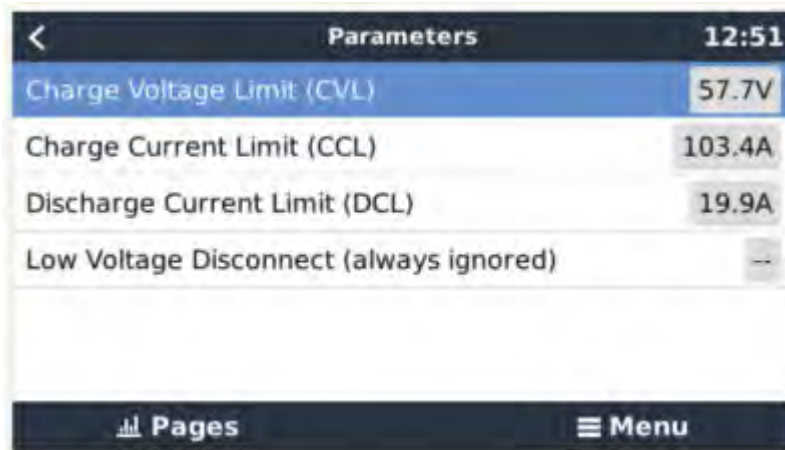 Parameters 12:51
Charge Voltage Limit (CVL) 57.7V
Charge Current Limit (CCL) 103.4A
Discharge Current Limit (DCL) 19.9A
Low Voltage Disconnect (always ignored) --
Pages Menu